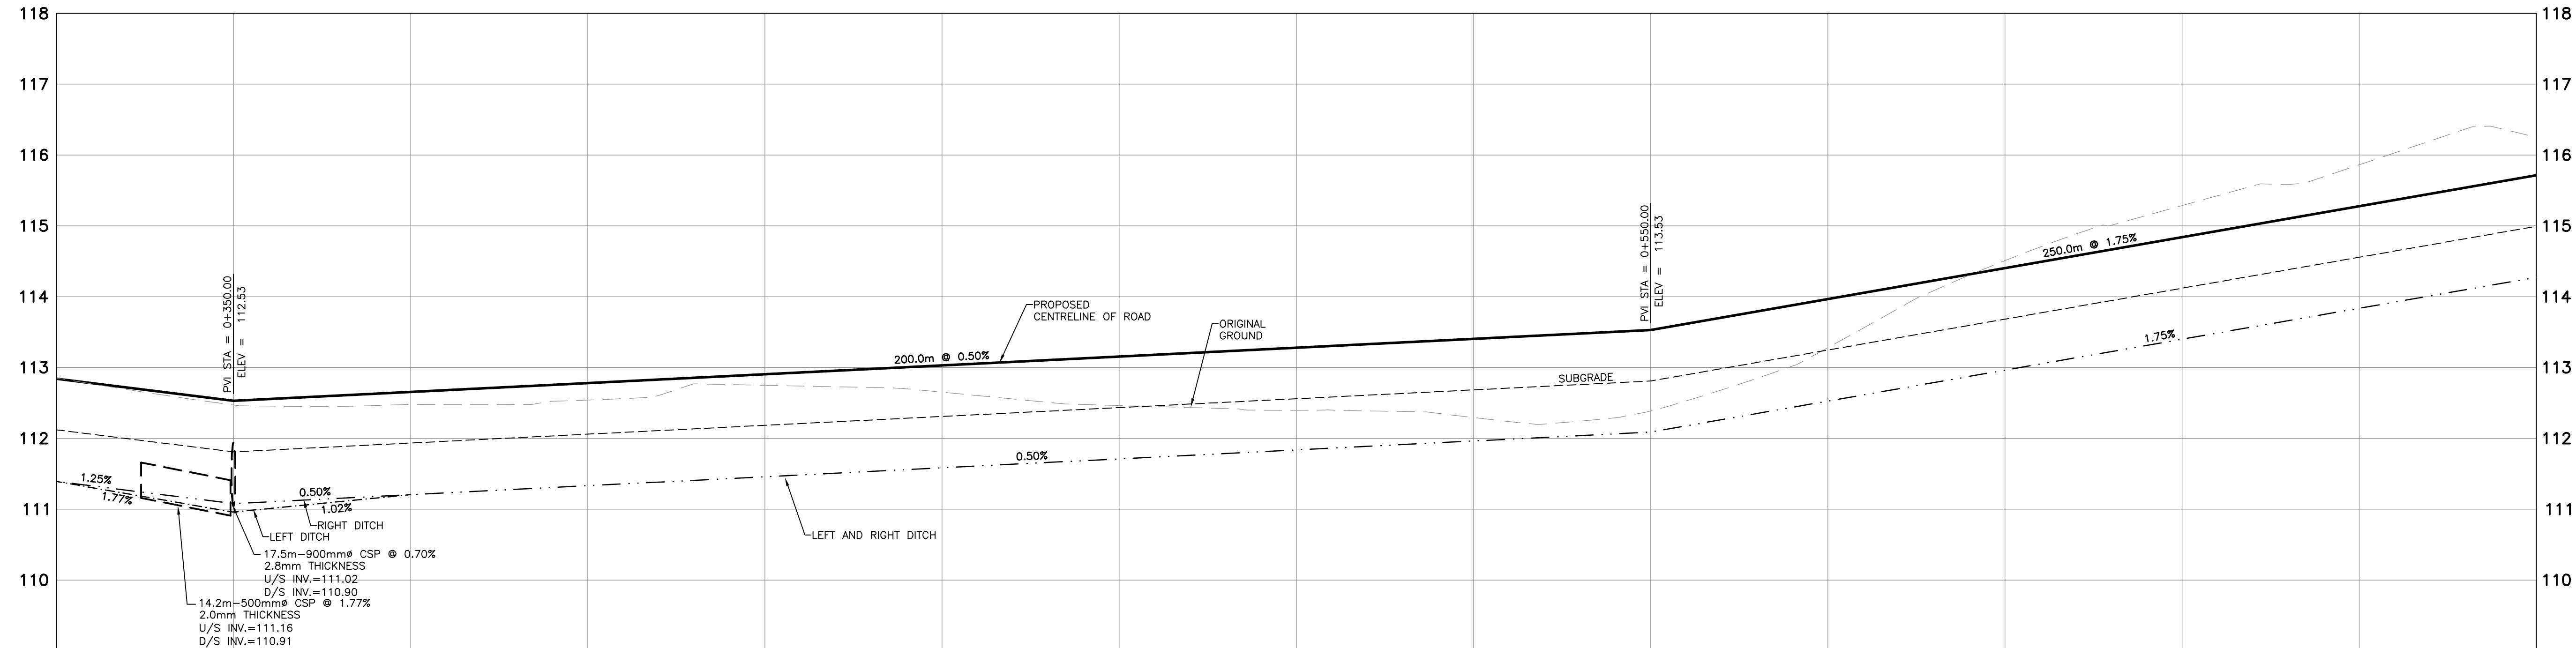 118
118
117
117
116
116
115
115
114
114
113
113
112
112
111
111
110
110
PVI STA = 0+350.00
ELEV = 112.53
PROPOSED
CENTRELINE OF ROAD
200.0m @ 0.50%
ORIGINAL
GROUND
SUBGRADE
PVI STA = 0+550.00
ELEV = 113.53
250.0m @ 1.75%
1.75%
1.25%
1.77%
0.50%
1.02%
0.50%
RIGHT DITCH
LEFT DITCH
LEFT AND RIGHT DITCH
17.5m-900mmø CSP @ 0.70%
2.8mm THICKNESS
U/S INV.=111.02
D/S INV.=110.90
14.2m-500mmø CSP @ 1.77%
2.0mm THICKNESS
U/S INV.=111.16
D/S INV.=110.91